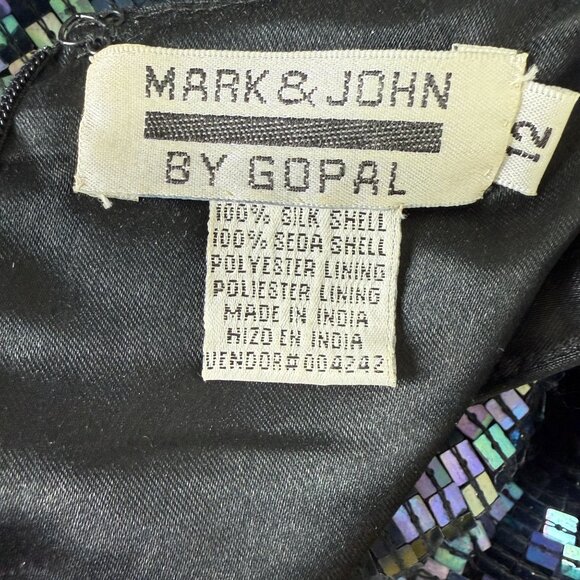 MARK & JOHN
BY GOPAL
12
100% SILK SHELL
100% SEDA SHELL
POLYESTER LINING
POLIESTER LINING
MADE IN INDIA
HIZO EN INDIA
VENDOR# 004242